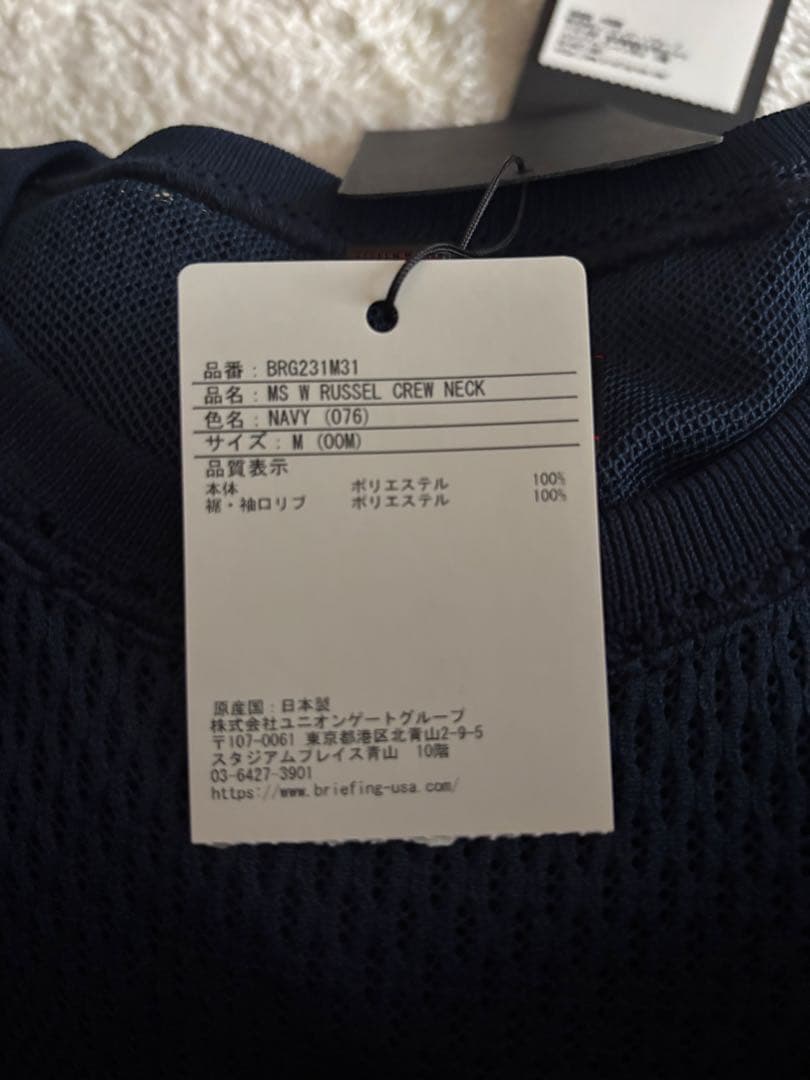 品番：BRG231M31
品名：MS W RUSSEL CREW NECK
色名：NAVY (076)
サイズ：M (00M)
品質表示
本体 ポリエステル 100%
裾・袖口リブ ポリエステル 100%
原産国：日本製
株式会社ユニオンゲートグループ
〒107-0061 東京都港区北青山2-9-5
スタジアムプレイス青山 10階
03-6427-3901
https://www.briefing-usa.com/